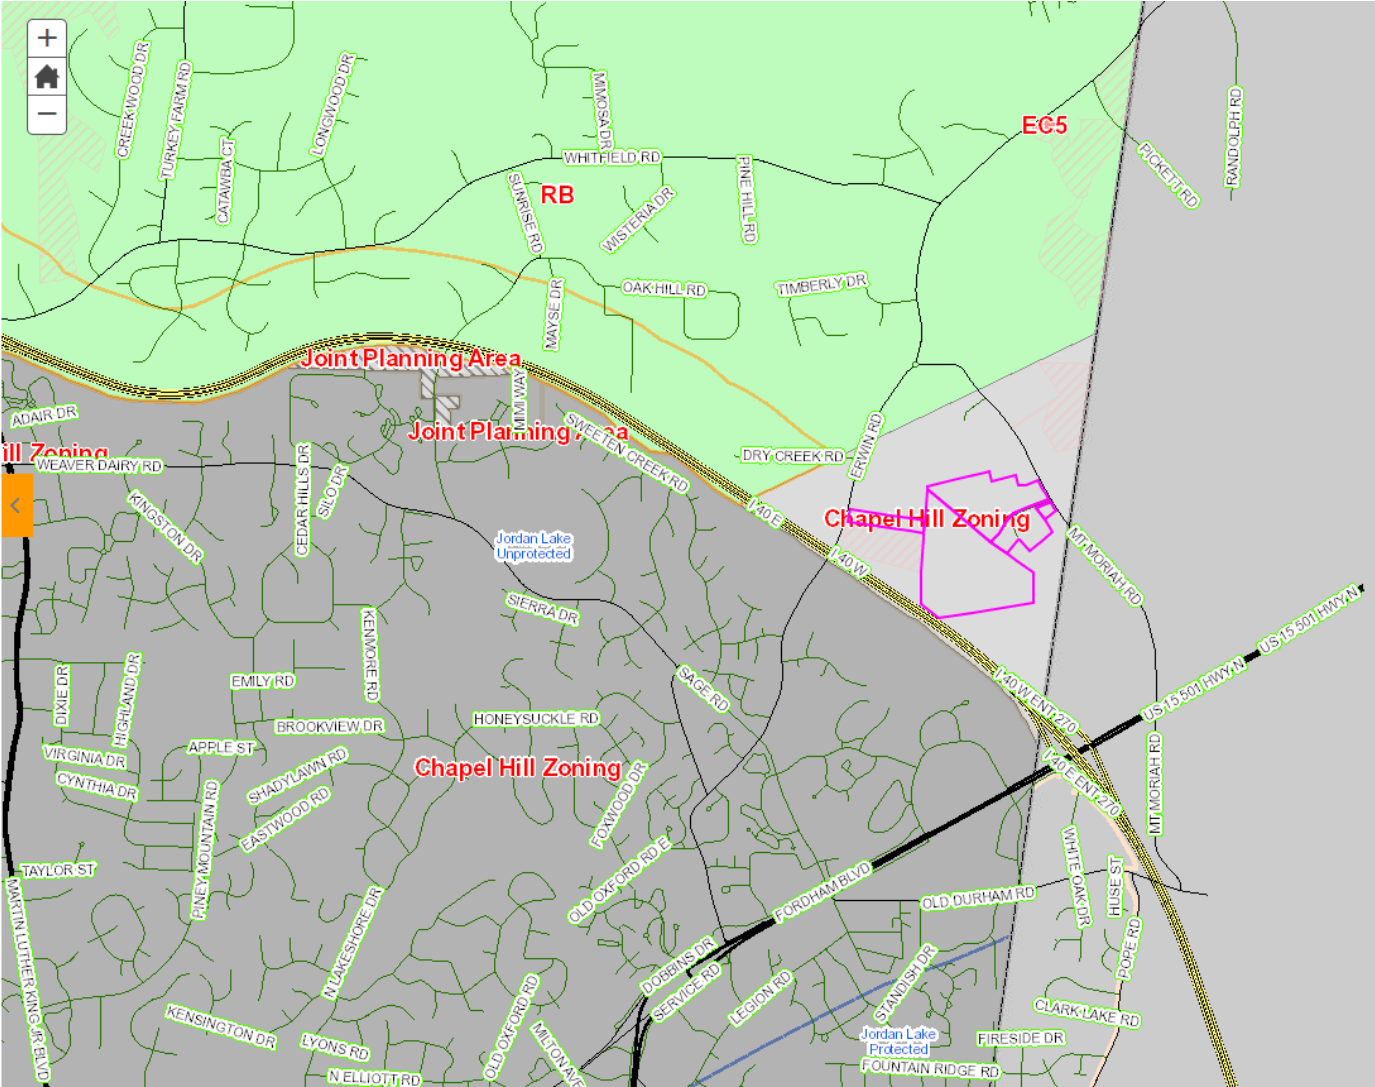 +
−
CREEKWOOD DR
TURKEY FARM RD
CATAWBA CT
LONGWOOD DR
MIMOSA DR
WHITFIELD RD
RB
SUNRISE RD
WISTERIA DR
PINE HILL RD
EC5
PICKETT RD
RANDOLPH RD
OAK HILL RD
TIMBERLY DR
MAYSE DR
Joint Planning Area
MIMI WAY
ADAIR DR
Joint Planning Area
SWEETEN CREEK RD
ERWIN RD
DRY CREEK RD
ill Zoning
WEAVER DAIRY RD
CEDAR HILLS DR
SILO DR
KINGSTON DR
I 40 E
Chapel Hill Zoning
Jordan Lake
Unprotected
I 40 W
MT MORIAH RD
SIERRA DR
KENMORE RD
US 15 501 HWY N
DIXIE DR
HIGHLAND DR
EMILY RD
SAGE RD
I 40 W ENT 270
US 15 501 HWY N
BROOKVIEW DR
HONEYSUCKLE RD
VIRGINIA DR
APPLE ST
SHADYLAWN RD
Chapel Hill Zoning
CYNTHIA DR
I 40 E ENT 270
MT MORIAH RD
PINEY MOUNTAIN RD
EASTWOOD RD
FOXWOOD DR
TAYLOR ST
OLD OXFORD RD E
FORDHAM BLVD
OLD DURHAM RD
WHITE OAK DR
HUSE ST
MARTIN LUTHER KING JR BLVD
N LAKESHORE DR
POPE RD
DOBBINS DR
SERVICE RD
LEGION RD
STANDISH DR
KENSINGTON DR
LYONS RD
OLD OXFORD RD
MILTON AVE
CLARK LAKE RD
Jordan Lake
Protected
FIRESIDE DR
FOUNTAIN RIDGE RD
N ELLIOTT RD